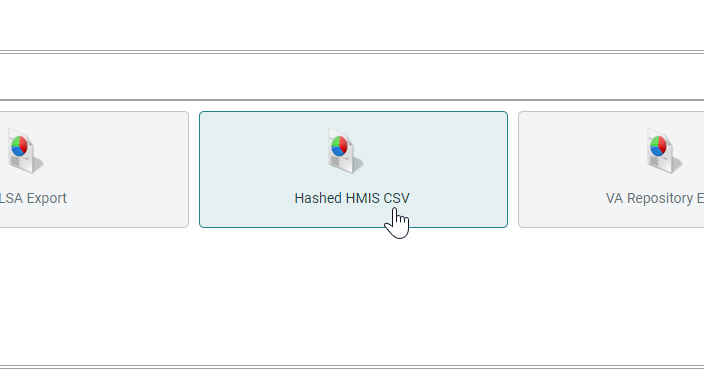 LSA Export
Hashed HMIS CSV
VA Repository E